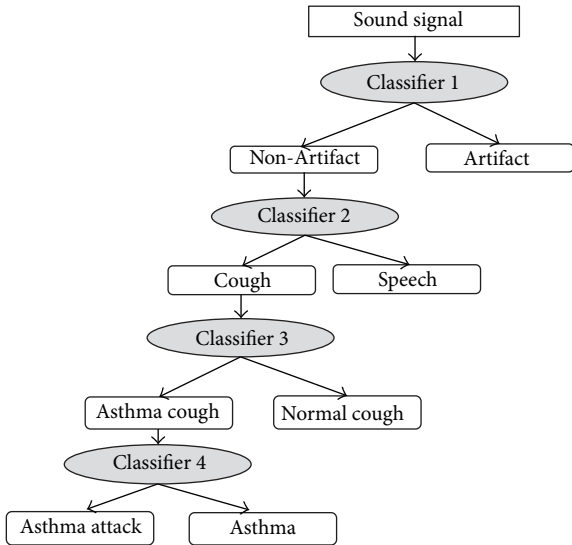 Sound signal
Classifier 1
Non-Artifact
Artifact
Classifier 2
Cough
Speech
Classifier 3
Asthma cough
Normal cough
Classifier 4
Asthma attack
Asthma